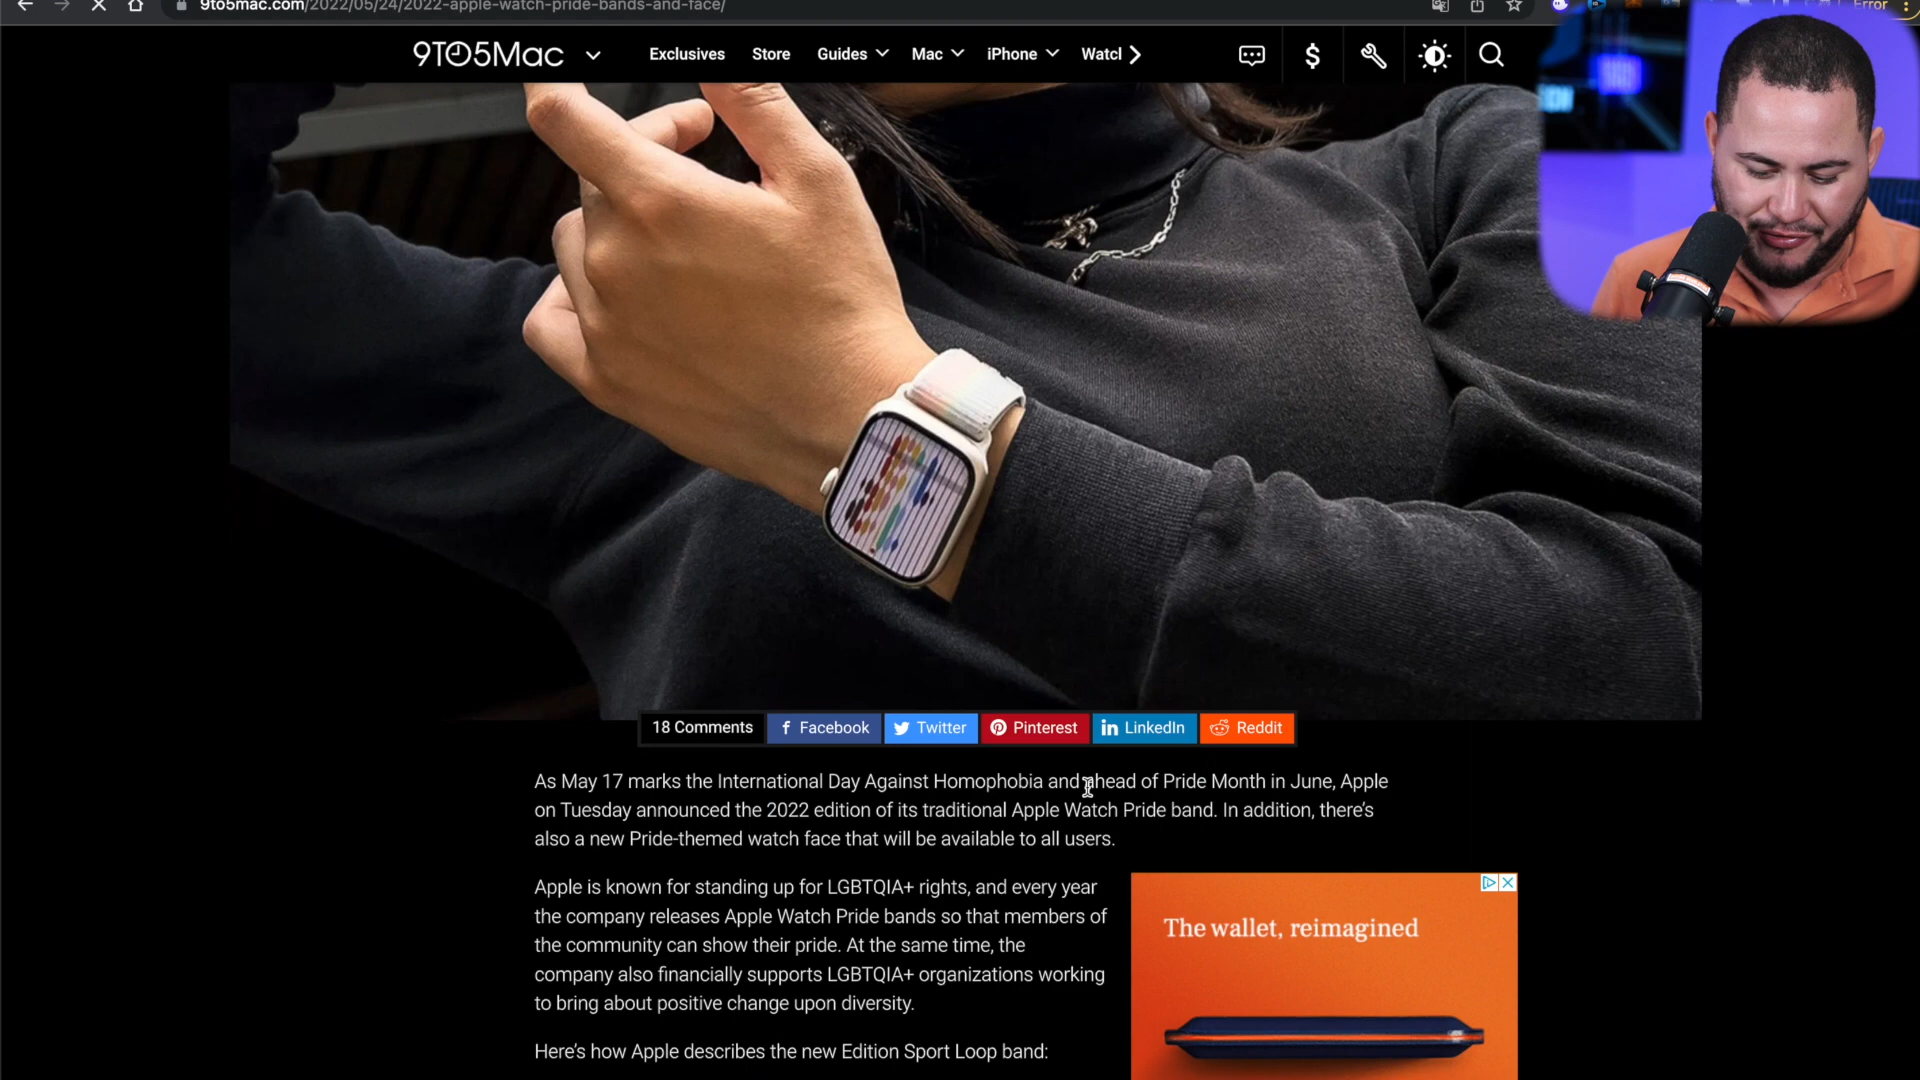 9to5mac.com/2022/05/24/2022-apple-watch-pride-bands-and-face/
Error
9TO5Mac
Exclusives Store Guides Mac iPhone Watcl
$
18 Comments Facebook Twitter Pinterest LinkedIn Reddit
As May 17 marks the International Day Against Homophobia and ahead of Pride Month in June, Apple
on Tuesday announced the 2022 edition of its traditional Apple Watch Pride band. In addition, there's
also a new Pride-themed watch face that will be available to all users.
Apple is known for standing up for LGBTQIA+ rights, and every year
the company releases Apple Watch Pride bands so that members of
the community can show their pride. At the same time, the
company also financially supports LGBTQIA+ organizations working
to bring about positive change upon diversity.
Here's how Apple describes the new Edition Sport Loop band:
The wallet, reimagined